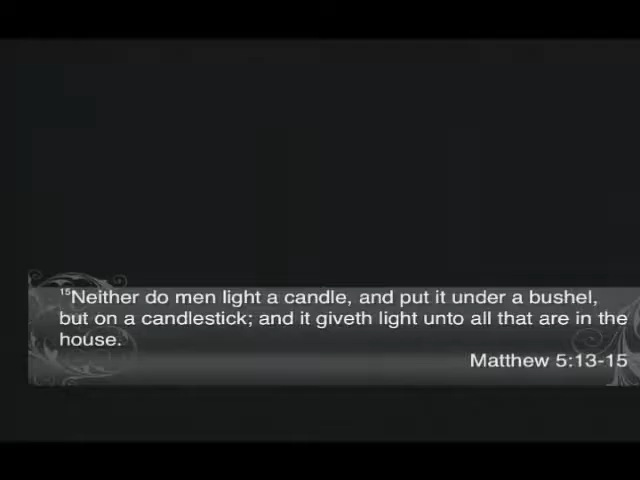 15Neither do men light a candle, and put it under a bushel,
but on a candlestick; and it giveth light unto all that are in the
house.
Matthew 5:13-15